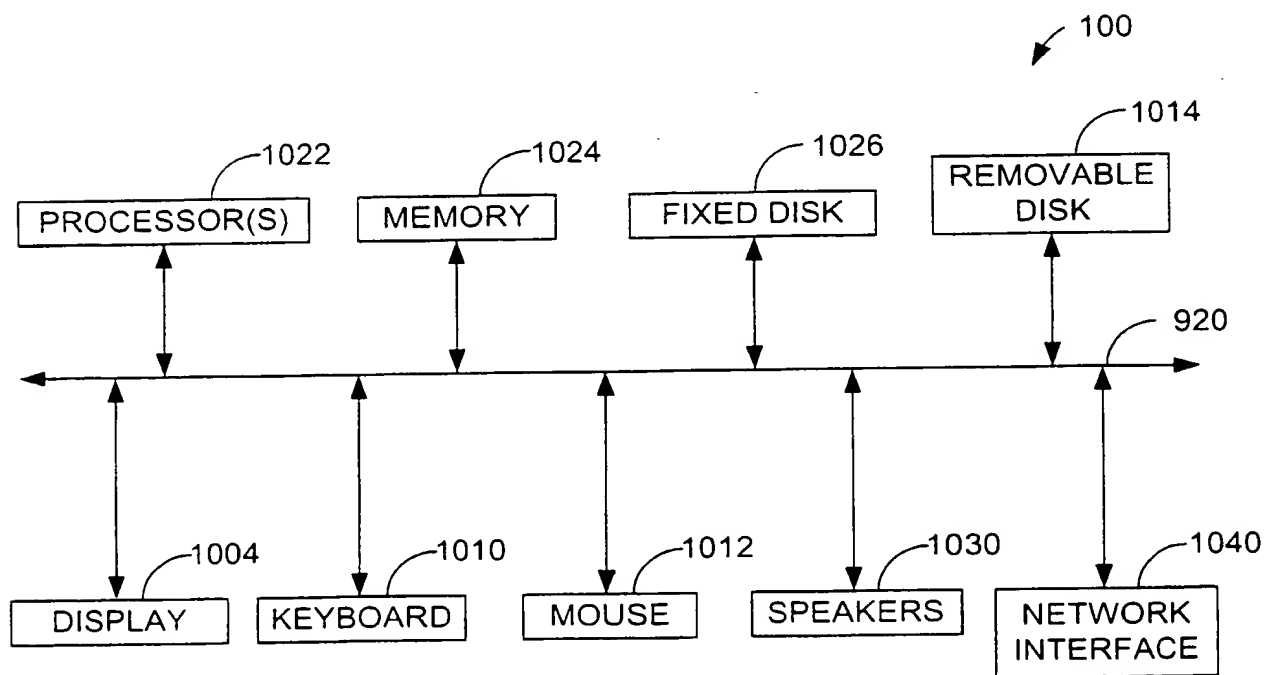 100
1022
1024
1026
1014
PROCESSOR(S)
MEMORY
FIXED DISK
REMOVABLE
DISK
920
1004
1010
1012
1030
1040
DISPLAY
KEYBOARD
MOUSE
SPEAKERS
NETWORK
INTERFACE